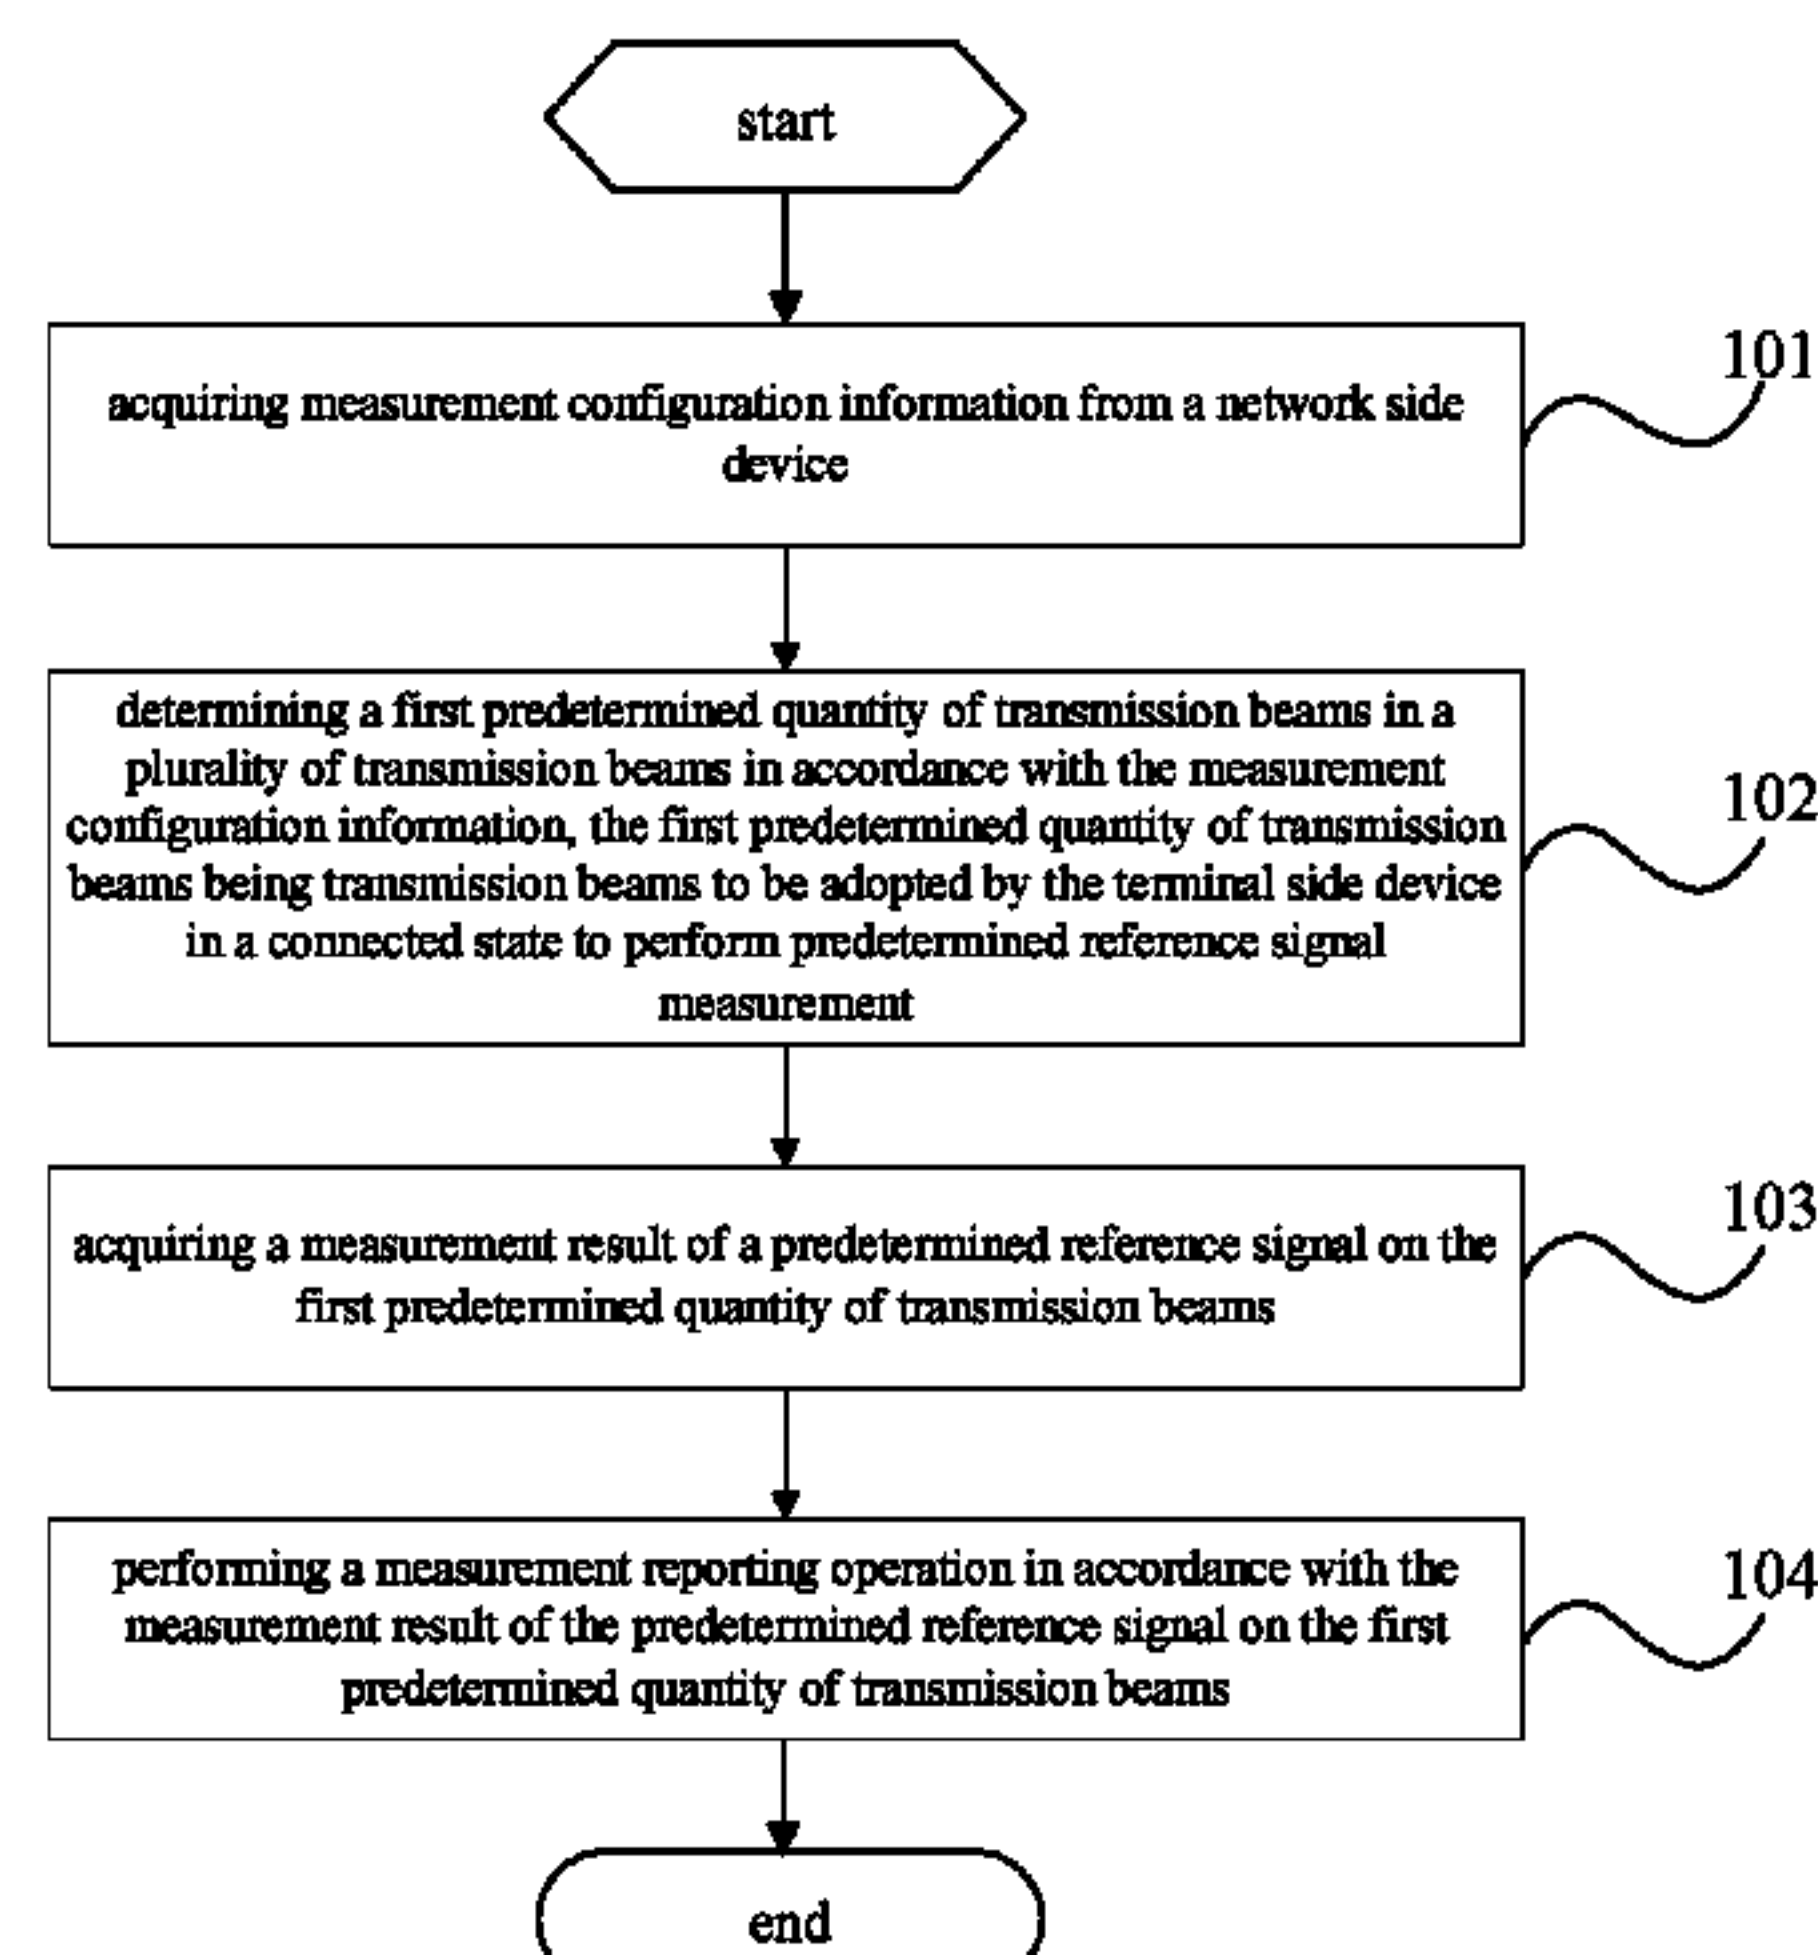 start
acquiring measurement configuration information from a network side
device
101
determining a first predetermined quantity of transmission beams in a
plurality of transmission beams in accordance with the measurement
configuration information, the first predetermined quantity of transmission
beams being transmission beams to be adopted by the terminal side device
in a connected state to perform predetermined reference signal
measurement
102
acquiring a measurement result of a predetermined reference signal on the
first predetermined quantity of transmission beams
103
performing a measurement reporting operation in accordance with the
measurement result of the predetermined reference signal on the first
predetermined quantity of transmission beams
104
end